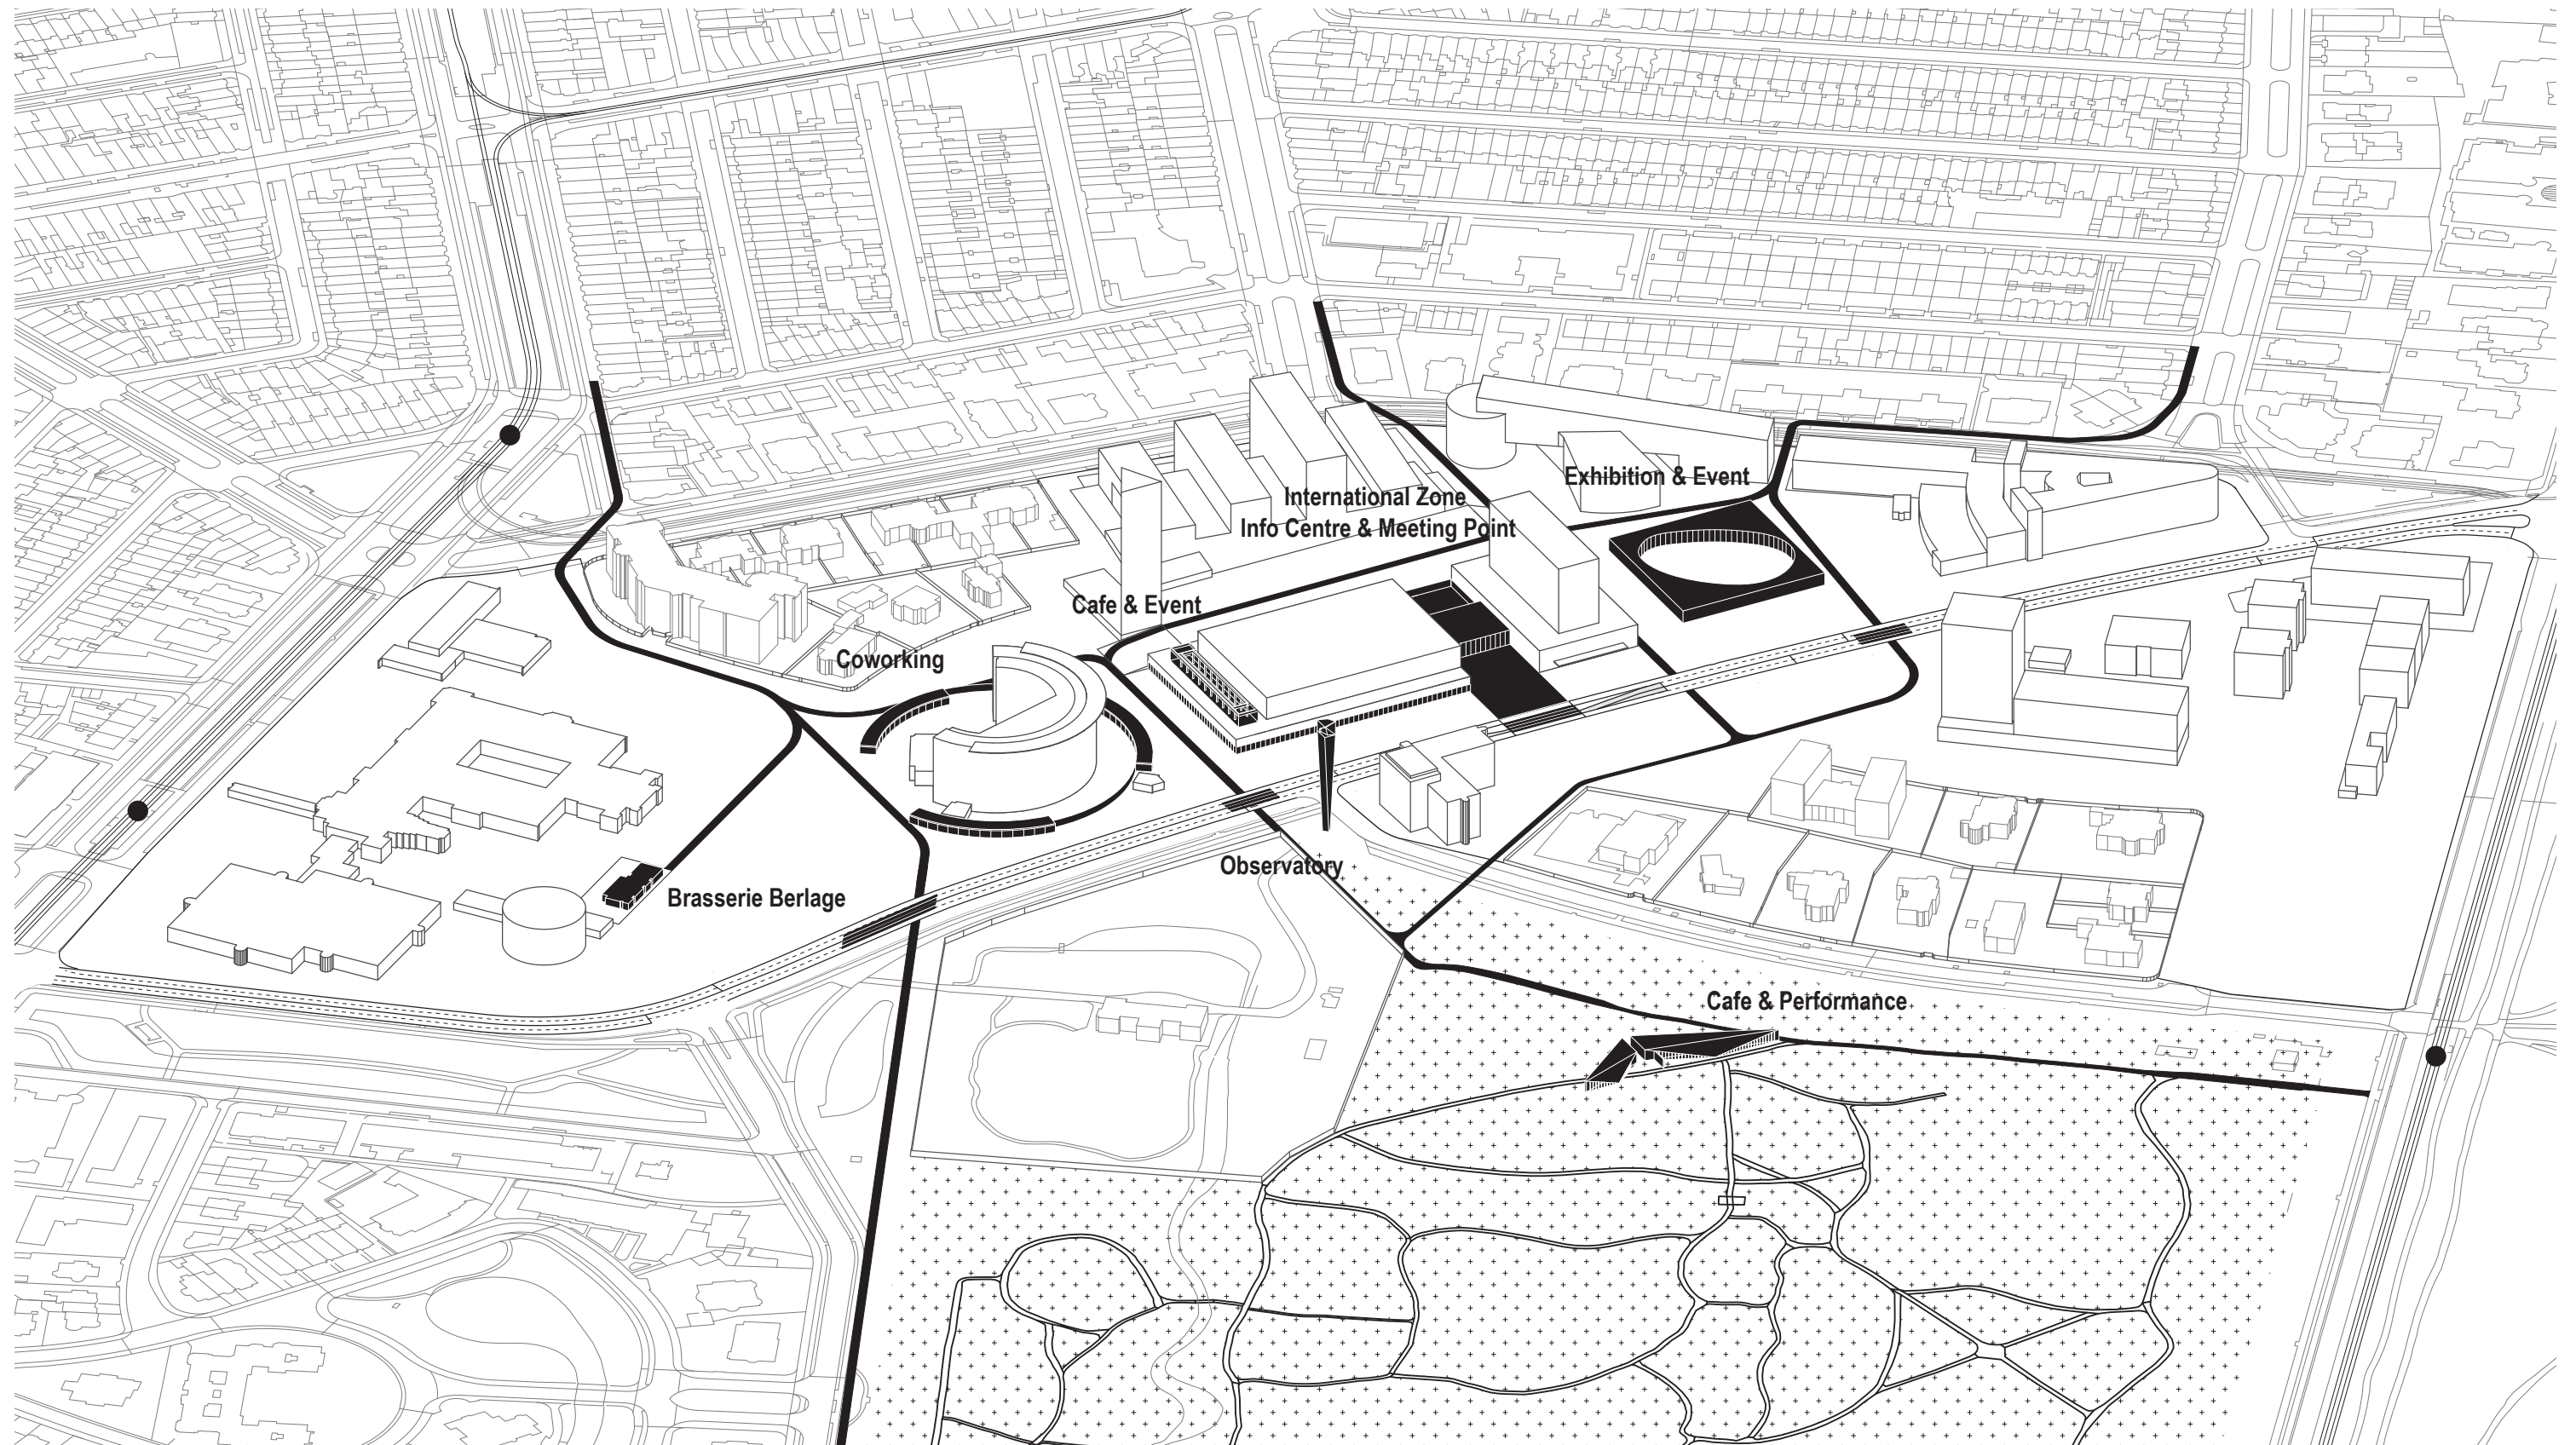 Exhibition & Event
International Zone
Info Centre & Meeting Point
Cafe & Event
Coworking
Observatory
Brasserie Berlage
Cafe & Performance